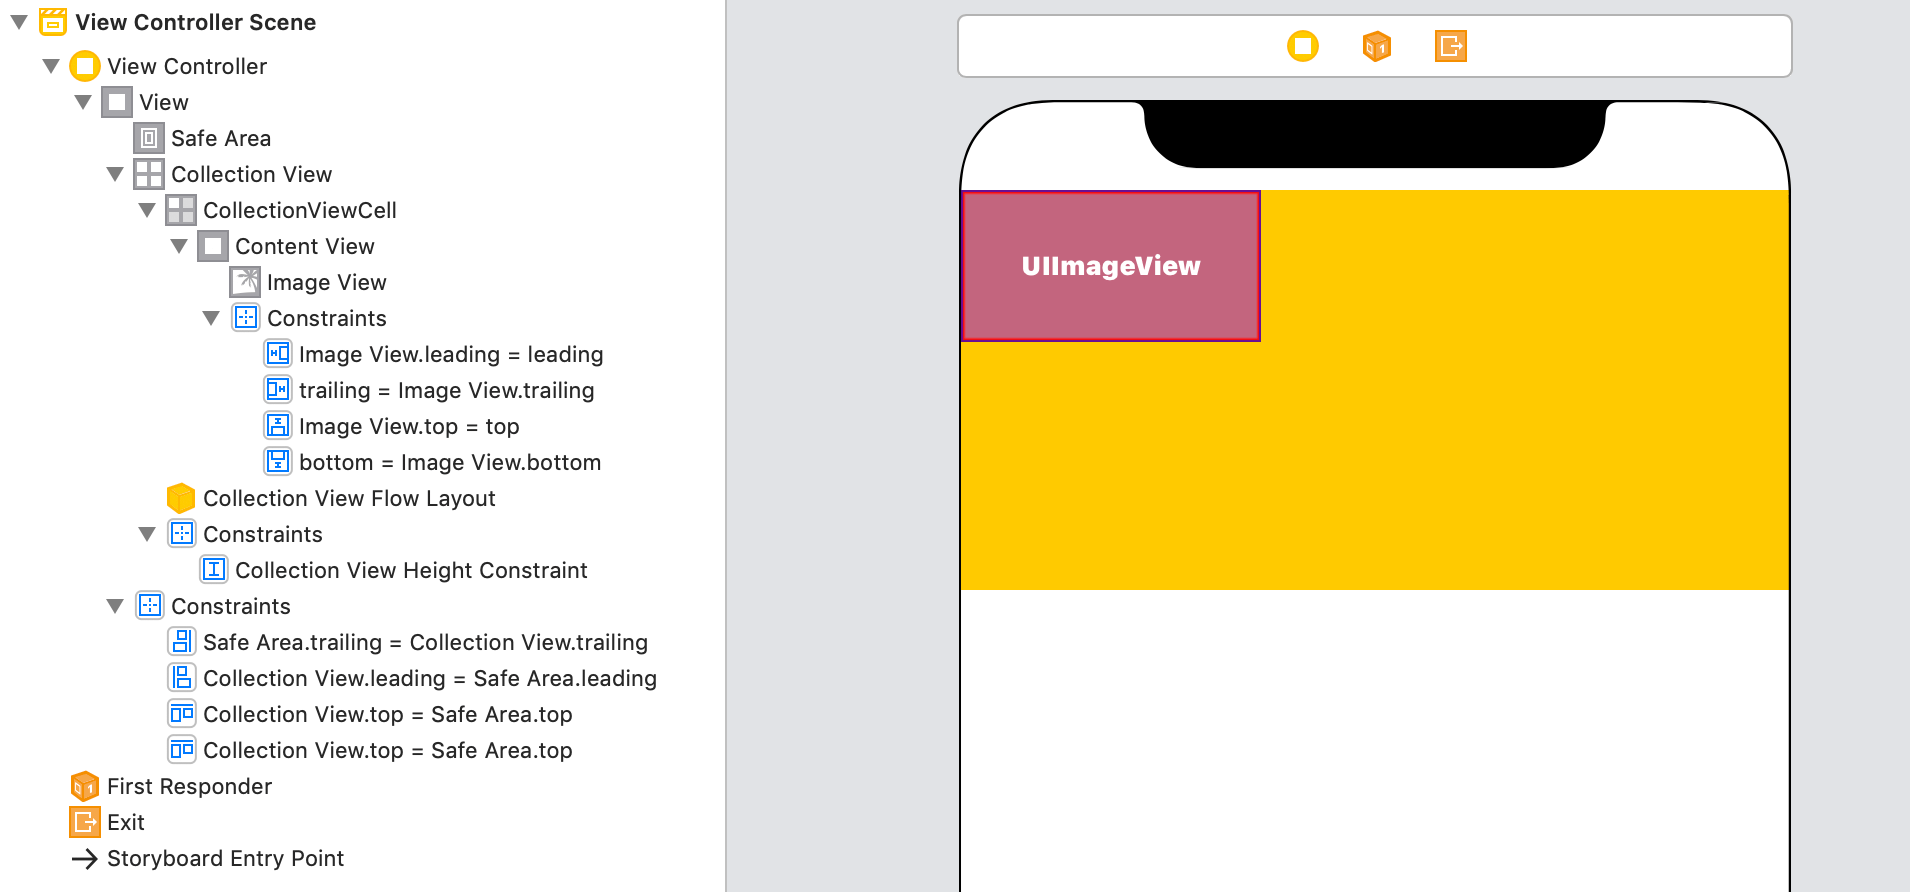 View Controller Scene
View Controller
View
Safe Area
Collection View
CollectionViewCell
Content View
Image View
Constraints
Image View.leading = leading
trailing = Image View.trailing
Image View.top = top
bottom = Image View.bottom
Collection View Flow Layout
Constraints
Collection View Height Constraint
Constraints
Safe Area.trailing = Collection View.trailing
Collection View.leading = Safe Area.leading
Collection View.top = Safe Area.top
Collection View.top = Safe Area.top
First Responder
Exit
Storyboard Entry Point
UIImageView